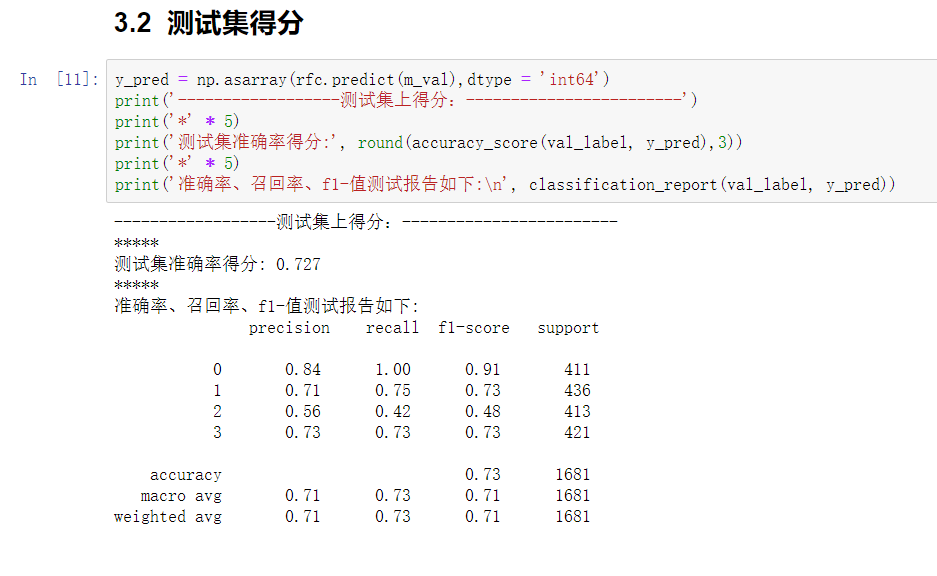 3.2 测试集得分
In [11]: y_pred = np.asarray(rfc.predict(m_val),dtype = 'int64')
print('------------------测试集上得分：------------------------')
print('*' * 5)
print('测试集准确率得分:', round(accuracy_score(val_label, y_pred),3))
print('*' * 5)
print('准确率、召回率、f1-值测试报告如下:\n', classification_report(val_label, y_pred))
------------------测试集上得分：------------------------
*****
测试集准确率得分: 0.727
*****
准确率、召回率、f1-值测试报告如下:
precision recall f1-score support
0 0.84 1.00 0.91 411
1 0.71 0.75 0.73 436
2 0.56 0.42 0.48 413
3 0.73 0.73 0.73 421
accuracy 0.73 1681
macro avg 0.71 0.73 0.71 1681
weighted avg 0.71 0.73 0.71 1681